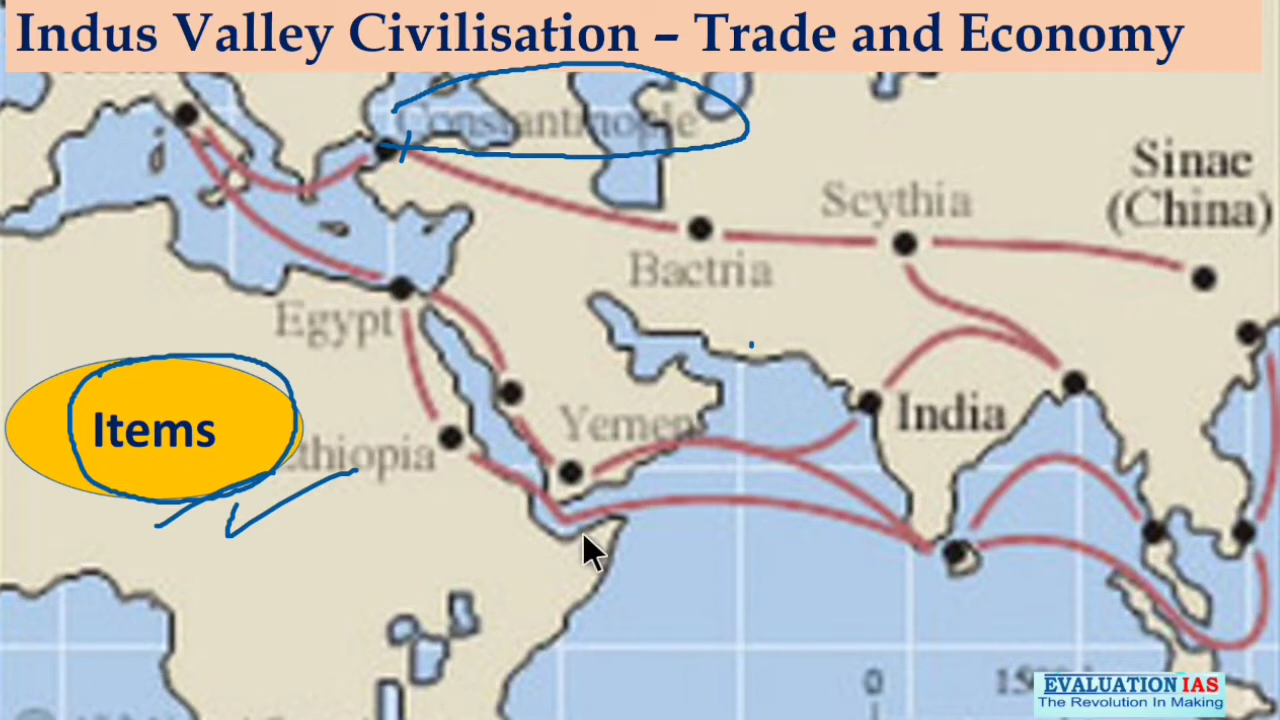 Indus Valley Civilisation – Trade and Economy
Constantinople
Sinae
(China)
Scythia
Bactria
Egypt
India
Yemen
Items
Ethiopia
0
EVALUATION IAS
The Revolution In Making